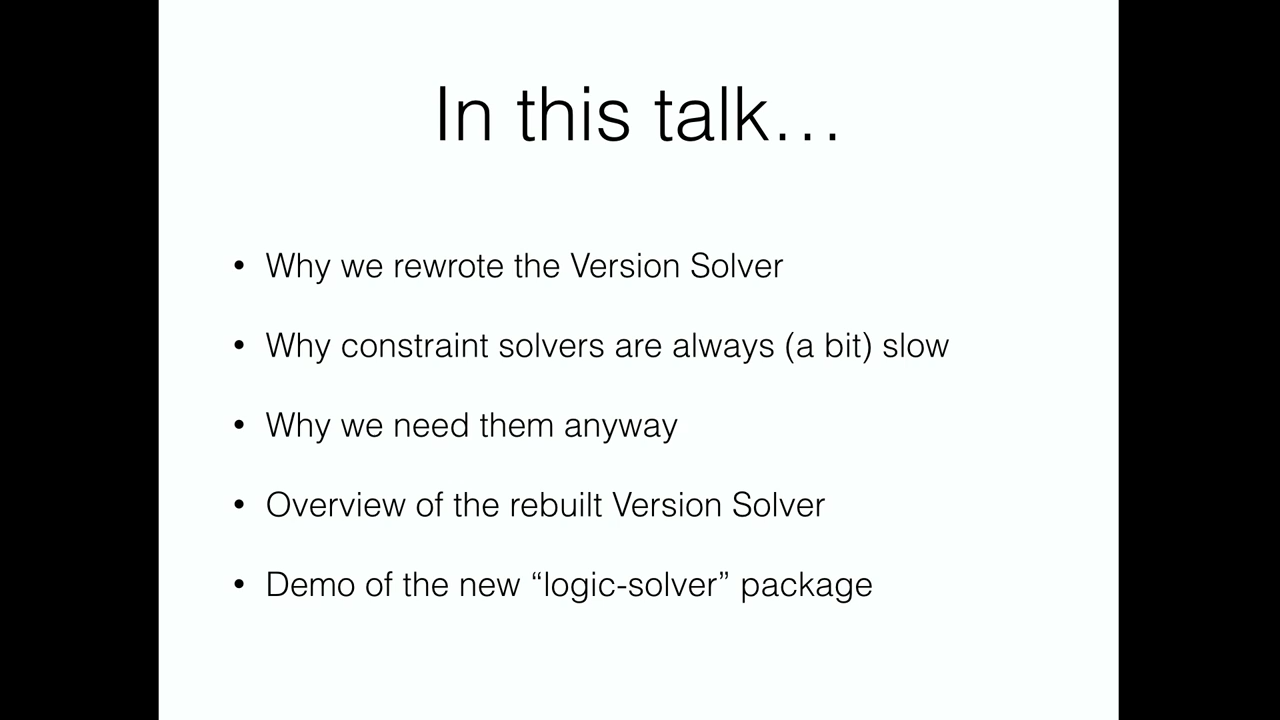 In this talk…
• Why we rewrote the Version Solver
• Why constraint solvers are always (a bit) slow
• Why we need them anyway
• Overview of the rebuilt Version Solver
• Demo of the new “logic-solver” package